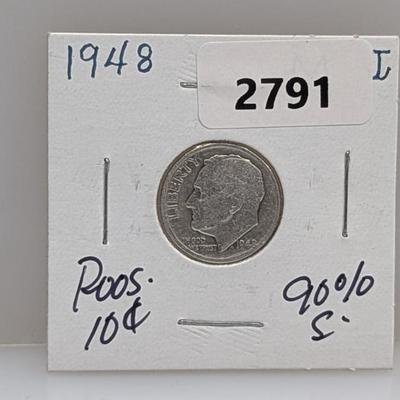 1948
2791
LIBERTY
IN GOD
WE TRUST
1948
Roos.
10¢
90%
S.